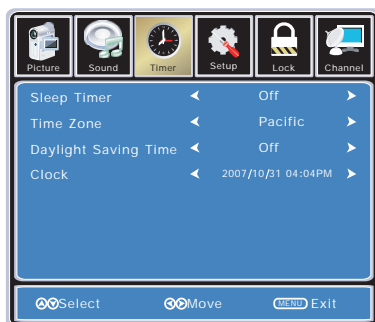 Picture Sound Timer Setup Lock Channel
Sleep Timer Off
Time Zone Pacific
Daylight Saving Time Off
Clock 2007/10/31 04:04PM
Select Move MENU Exit